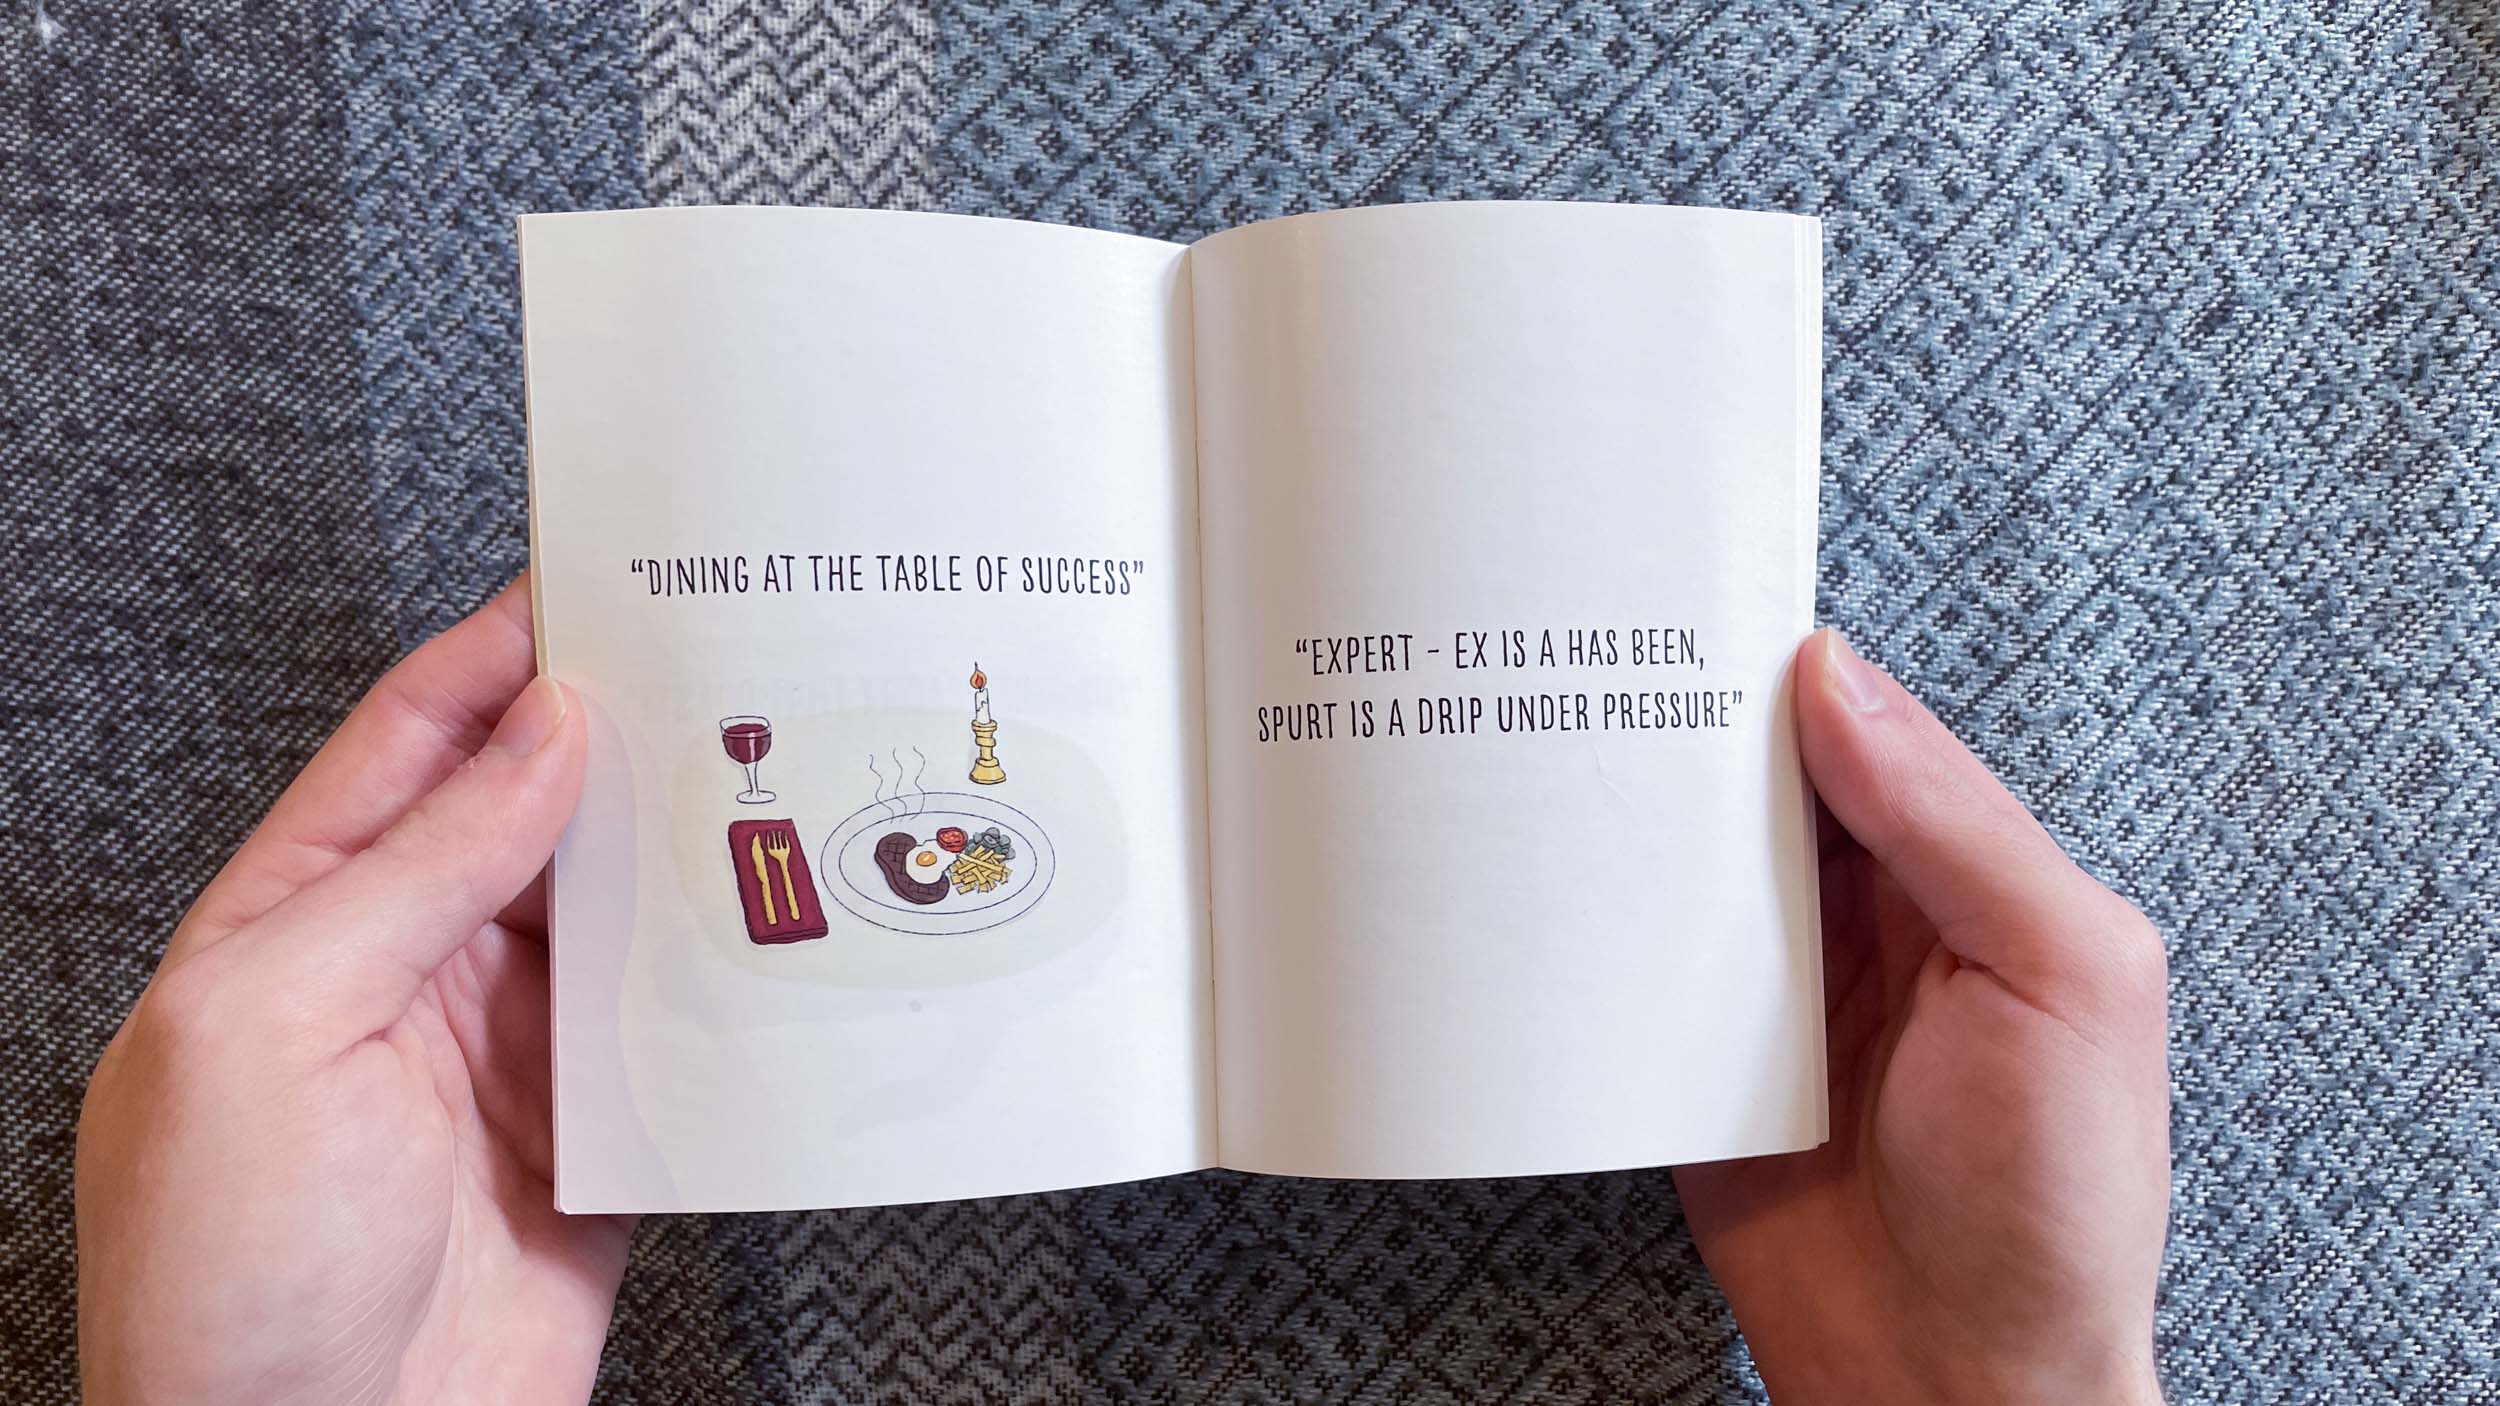 “DINING AT THE TABLE OF SUCCESS”
“EXPERT - EX IS A HAS BEEN,
SPURT IS A DRIP UNDER PRESSURE”